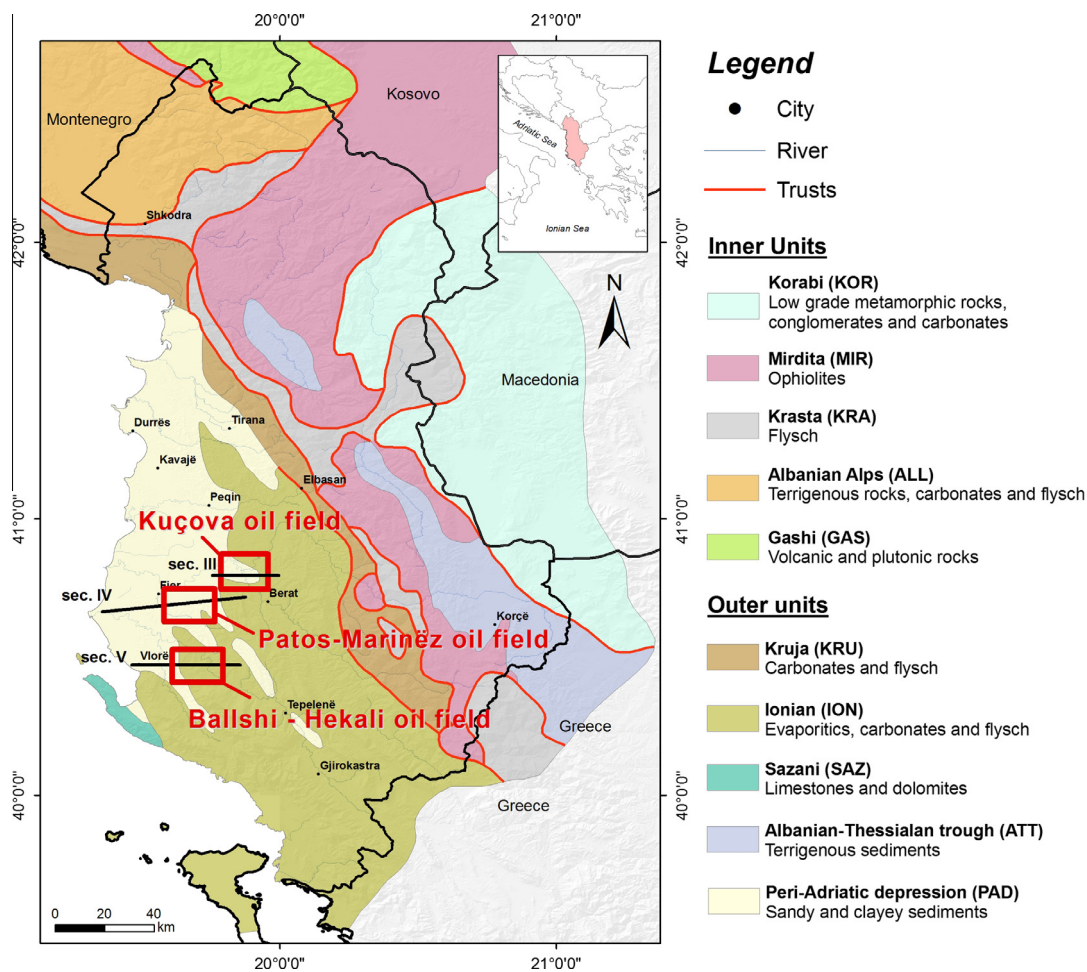 20°0'0"
21°0'0"
Kosovo
Montenegro
Adriatic Sea
Ionian Sea
Shkodra
42°0'0"
42°0'0"
N
Macedonia
Durrës
Tirana
Kavajë
Elbasan
Peqin
41°0'0"
41°0'0"
Kuçova oil field
sec. III
Fier
Berat
sec. IV
Korçë
Patos-Marinëz oil field
sec. V
Vlorë
Tepelenë
Ballshi - Hekali oil field
Greece
Gjirokastra
40°0'0"
40°0'0"
Greece
0 20 40
km
20°0'0"
21°0'0"
Legend
City
River
Trusts
Inner Units
Korabi (KOR)
Low grade metamorphic rocks,
conglomerates and carbonates
Mirdita (MIR)
Ophiolites
Krasta (KRA)
Flysch
Albanian Alps (ALL)
Terrigenous rocks, carbonates and flysch
Gashi (GAS)
Volcanic and plutonic rocks
Outer units
Kruja (KRU)
Carbonates and flysch
Ionian (ION)
Evaporitics, carbonates and flysch
Sazani (SAZ)
Limestones and dolomites
Albanian-Thessialan trough (ATT)
Terrigenous sediments
Peri-Adriatic depression (PAD)
Sandy and clayey sediments